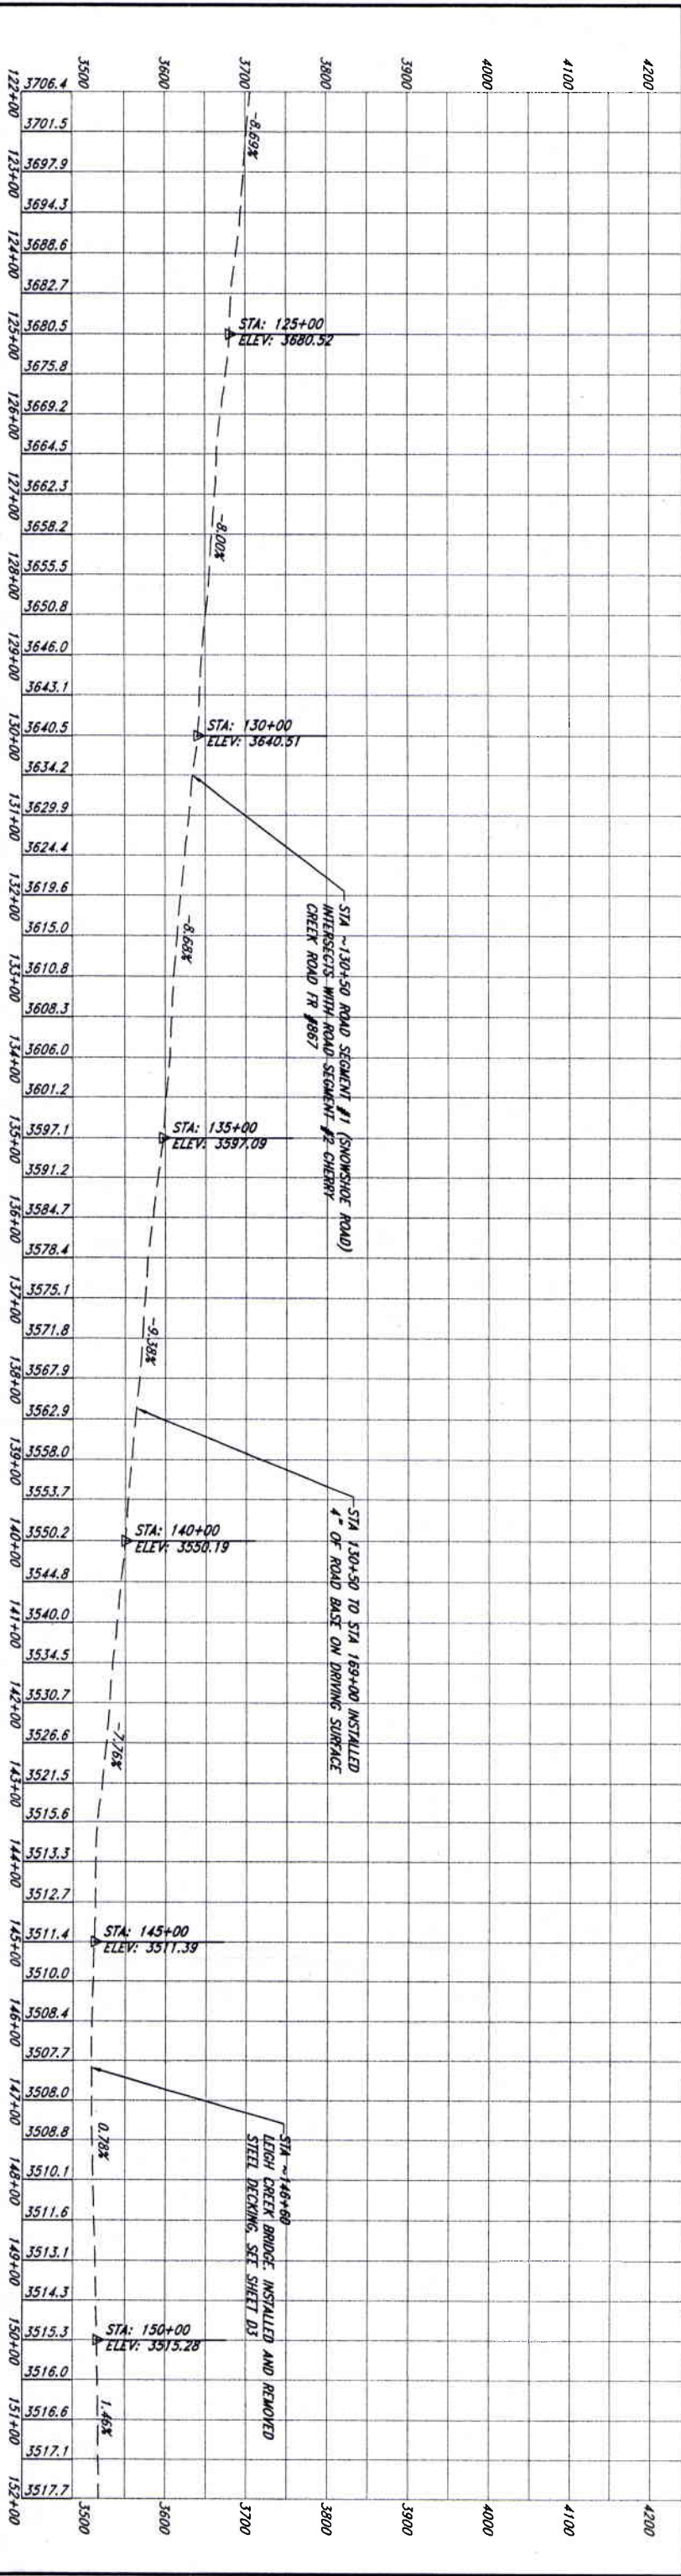 4200
4100
4000
3900
3800
3700
3600
3500
-8.69%
STA: 125+00
ELEV: 3680.52
-8.00%
STA: 130+00
ELEV: 3640.51
STA ~130+50 ROAD SEGMENT #1 (SNOWSHOE ROAD)
INTERSECTS WITH ROAD SEGMENT #2 CHERRY
CREEK ROAD FR #867
-8.68%
STA: 135+00
ELEV: 3597.09
-9.38%
STA 130+50 TO STA 169+00 INSTALLED
4" OF ROAD BASE ON DRIVING SURFACE
STA: 140+00
ELEV: 3550.19
-7.76%
STA: 145+00
ELEV: 3511.39
STA ~146+60
LEIGH CREEK BRIDGE. INSTALLED AND REMOVED
STEEL DECKING, SEE SHEET D3
0.78%
STA: 150+00
ELEV: 3515.28
1.46%
4200
4100
4000
3900
3800
3700
3600
3500
3706.4 3701.5 3697.9 3694.3 3688.6 3682.7 3680.5 3675.8 3669.2 3664.5 3662.3 3658.2 3655.5 3650.8 3646.0 3643.1 3640.5 3634.2 3629.9 3624.4 3619.6 3615.0 3610.8 3608.3 3606.0 3601.2 3597.1 3591.2 3584.7 3578.4 3575.1 3571.8 3567.9 3562.9 3558.0 3553.7 3550.2 3544.8 3540.0 3534.5 3530.7 3526.6 3521.5 3515.6 3513.3 3512.7 3511.4 3510.0 3508.4 3507.7 3508.0 3508.8 3510.1 3511.6 3513.1 3514.3 3515.3 3516.0 3516.6 3517.1 3517.7
122+00 123+00 124+00 125+00 126+00 127+00 128+00 129+00 130+00 131+00 132+00 133+00 134+00 135+00 136+00 137+00 138+00 139+00 140+00 141+00 142+00 143+00 144+00 145+00 146+00 147+00 148+00 149+00 150+00 151+00 152+00